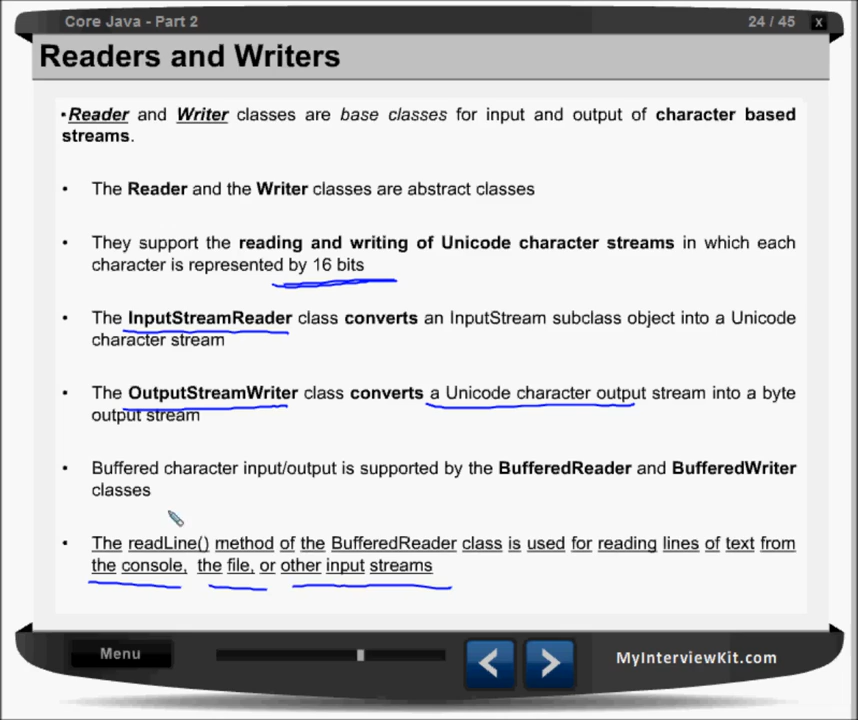 Core Java - Part 2
24 / 45
X
Readers and Writers
•Reader and Writer classes are base classes for input and output of character based
streams.
• The Reader and the Writer classes are abstract classes
• They support the reading and writing of Unicode character streams in which each
character is represented by 16 bits
• The InputStreamReader class converts an InputStream subclass object into a Unicode
character stream
• The OutputStreamWriter class converts a Unicode character output stream into a byte
output stream
• Buffered character input/output is supported by the BufferedReader and BufferedWriter
classes
• The readLine() method of the BufferedReader class is used for reading lines of text from
the console, the file, or other input streams
Menu
MyInterviewKit.com